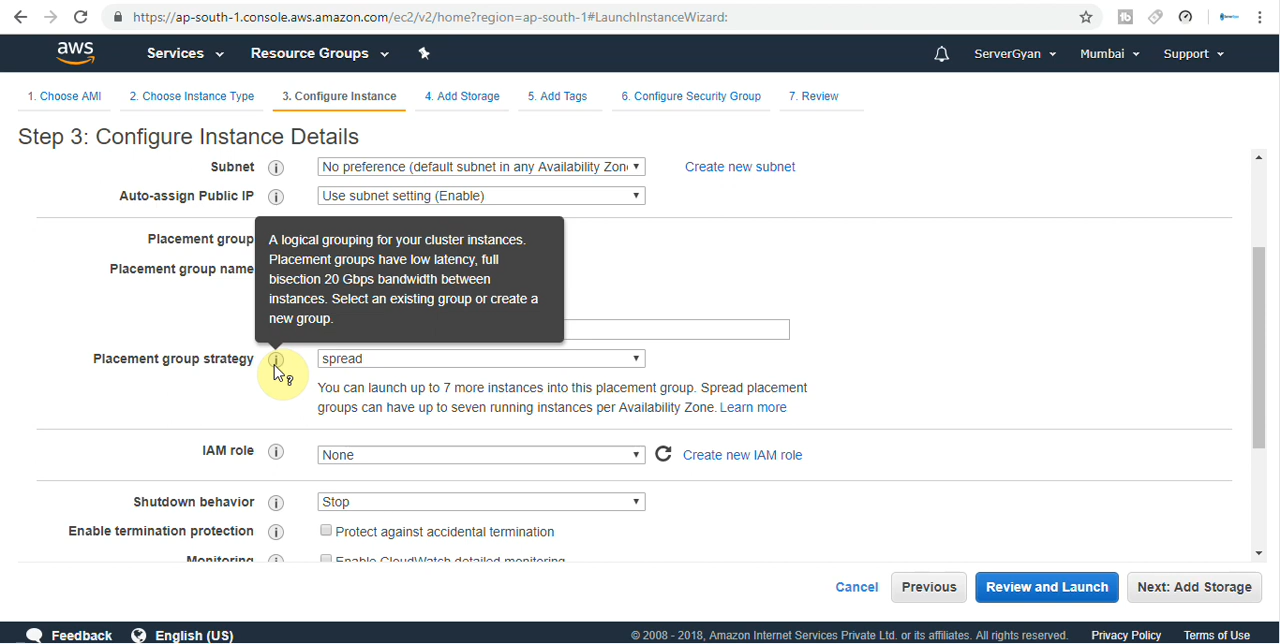 https://ap-south-1.console.aws.amazon.com/ec2/v2/home?region=ap-south-1#LaunchInstanceWizard:
aws Services Resource Groups ServerGyan Mumbai Support
1. Choose AMI 2. Choose Instance Type 3. Configure Instance 4. Add Storage 5. Add Tags 6. Configure Security Group 7. Review
Step 3: Configure Instance Details
Subnet i No preference (default subnet in any Availability Zon Create new subnet
Auto-assign Public IP i Use subnet setting (Enable)
Placement group
Placement group name
A logical grouping for your cluster instances.
Placement groups have low latency, full
bisection 20 Gbps bandwidth between
instances. Select an existing group or create a
new group.
Placement group strategy i spread
You can launch up to 7 more instances into this placement group. Spread placement
groups can have up to seven running instances per Availability Zone. Learn more
IAM role i None Create new IAM role
Shutdown behavior i Stop
Enable termination protection i Protect against accidental termination
Monitoring i Enable CloudWatch detailed monitoring
Cancel Previous Review and Launch Next: Add Storage
Feedback English (US) © 2008 - 2018, Amazon Internet Services Private Ltd. or its affiliates. All rights reserved. Privacy Policy Terms of Use